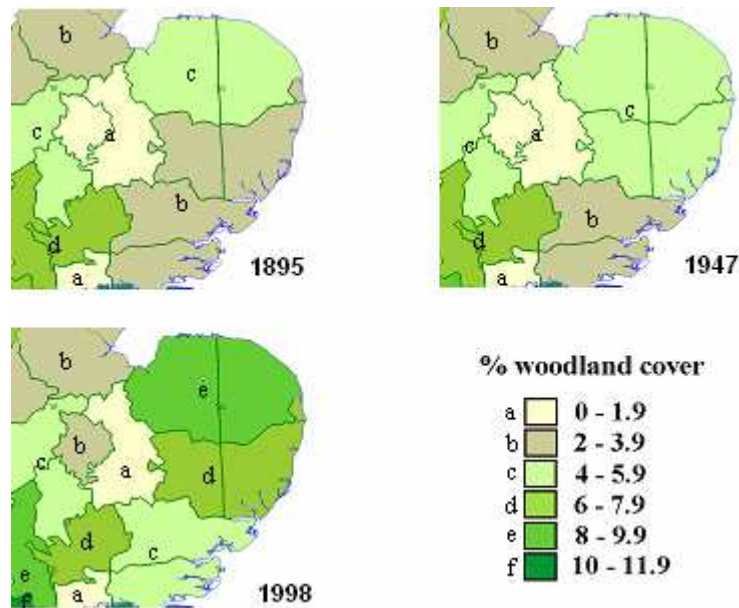 b
c
c
a
b
d
a
1895
b
c
c
a
b
d
a
1947
b
e
b
c
a
d
d
c
e
a
f
1998
% woodland cover
a 0 - 1.9
b 2 - 3.9
c 4 - 5.9
d 6 - 7.9
e 8 - 9.9
f 10 - 11.9